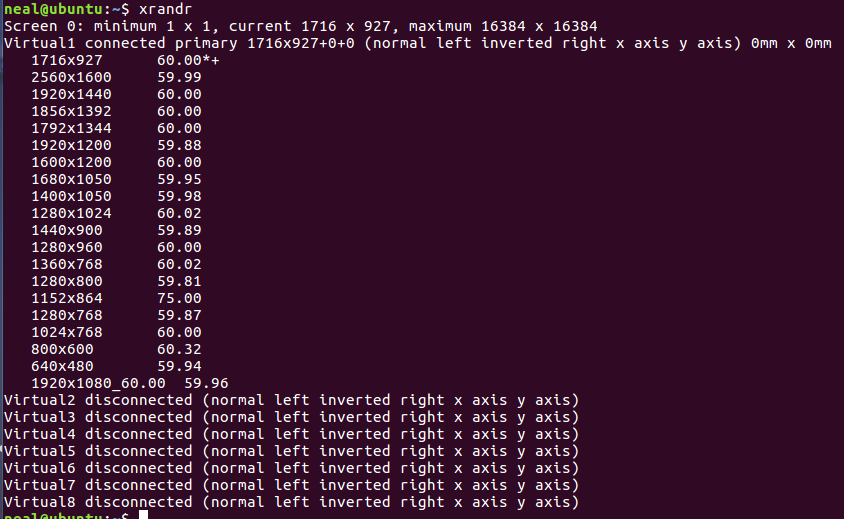 neal@ubuntu:~$ xrandr
Screen 0: minimum 1 x 1, current 1716 x 927, maximum 16384 x 16384
Virtual1 connected primary 1716x927+0+0 (normal left inverted right x axis y axis) 0mm x 0mm
   1716x927      60.00*+
   2560x1600     59.99
   1920x1440     60.00
   1856x1392     60.00
   1792x1344     60.00
   1920x1200     59.88
   1600x1200     60.00
   1680x1050     59.95
   1400x1050     59.98
   1280x1024     60.02
   1440x900      59.89
   1280x960      60.00
   1360x768      60.02
   1280x800      59.81
   1152x864      75.00
   1280x768      59.87
   1024x768      60.00
   800x600       60.32
   640x480       59.94
   1920x1080_60.00  59.96
Virtual2 disconnected (normal left inverted right x axis y axis)
Virtual3 disconnected (normal left inverted right x axis y axis)
Virtual4 disconnected (normal left inverted right x axis y axis)
Virtual5 disconnected (normal left inverted right x axis y axis)
Virtual6 disconnected (normal left inverted right x axis y axis)
Virtual7 disconnected (normal left inverted right x axis y axis)
Virtual8 disconnected (normal left inverted right x axis y axis)
neal@ubuntu:~$